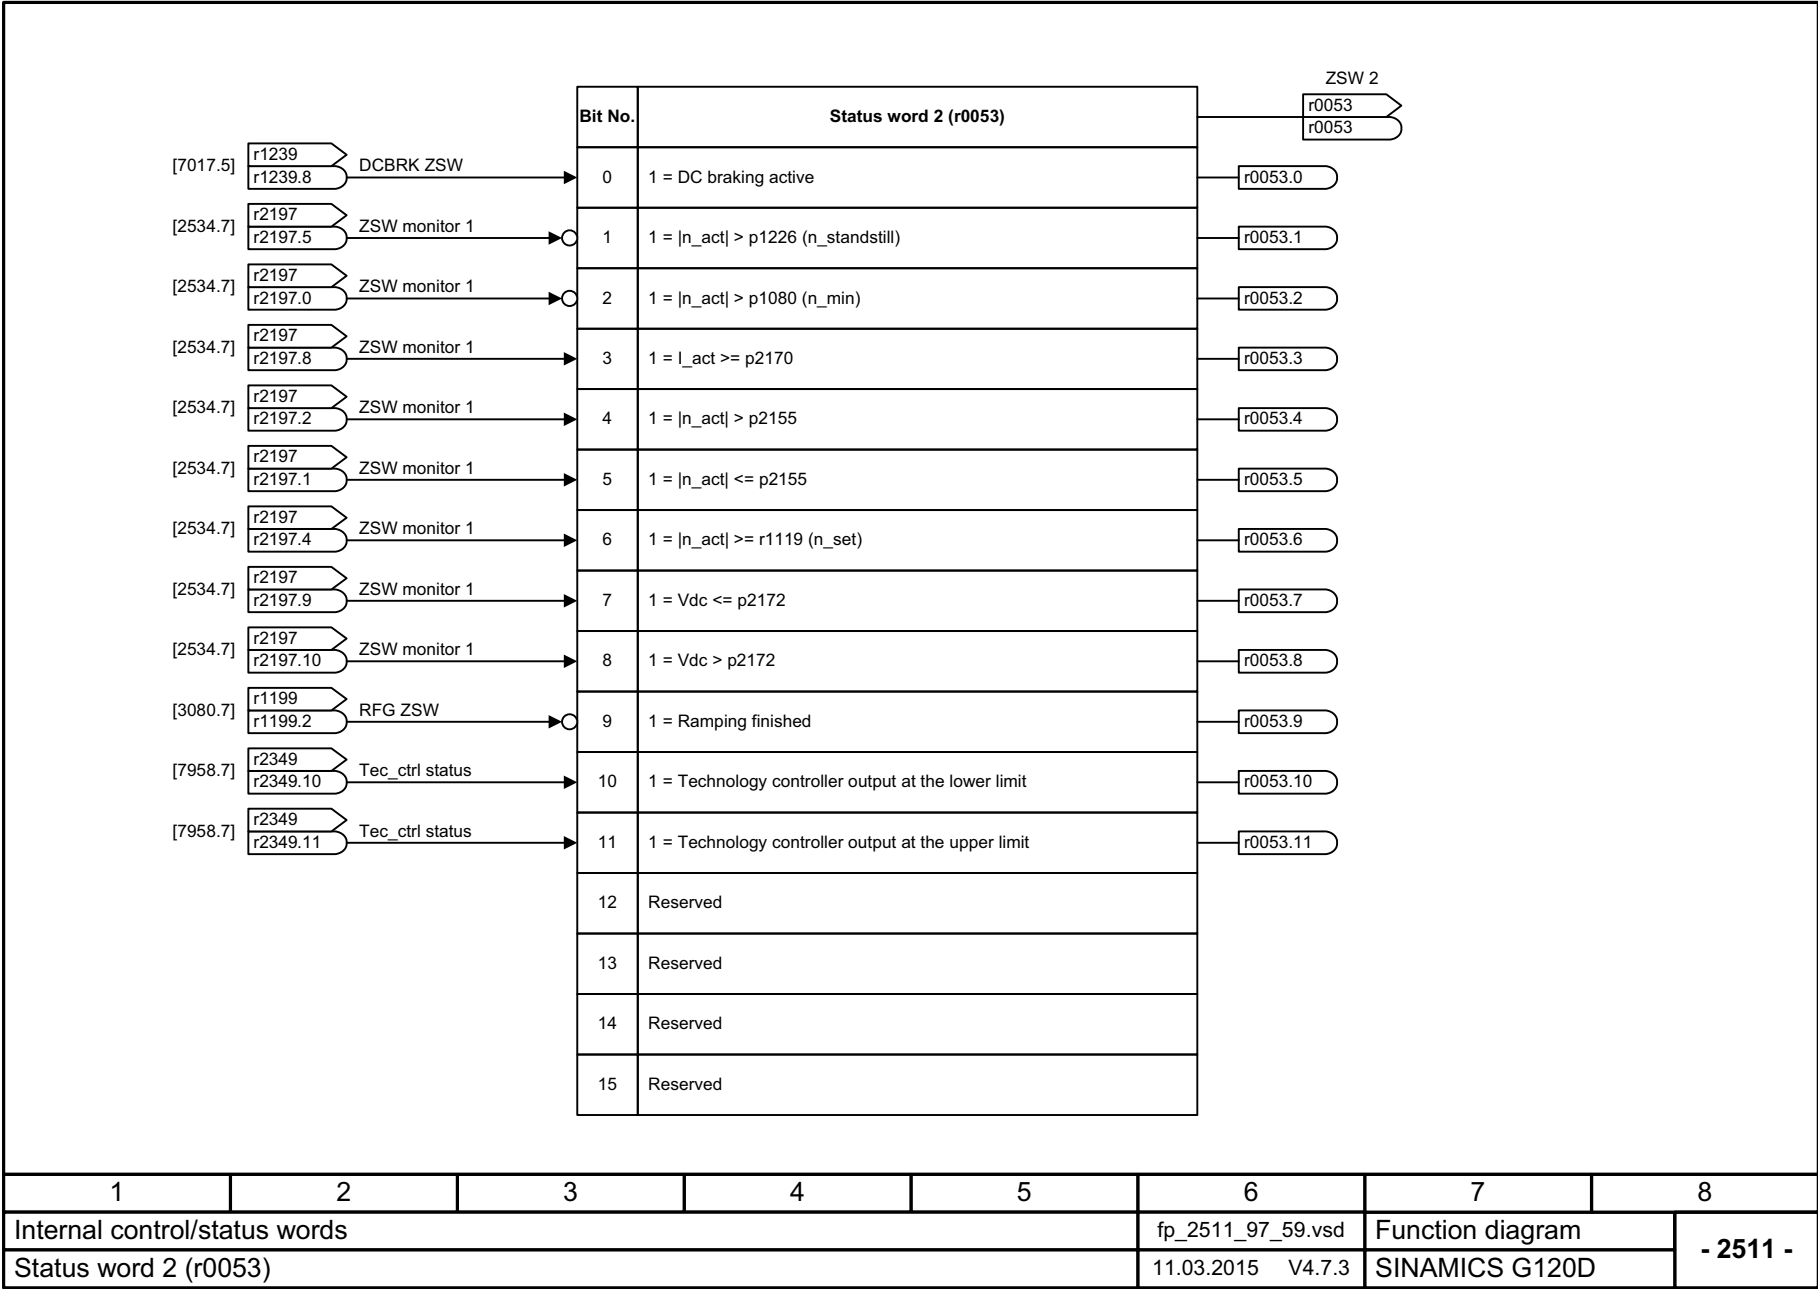 ZSW 2
Bit No. Status word 2 (r0053) r0053
r0053
[7017.5] r1239 DCBRK ZSW
r1239.8 0 1 = DC braking active r0053.0
[2534.7] r2197 ZSW monitor 1
r2197.5 1 1 = |n_act| > p1226 (n_standstill) r0053.1
[2534.7] r2197 ZSW monitor 1
r2197.0 2 1 = |n_act| > p1080 (n_min) r0053.2
[2534.7] r2197 ZSW monitor 1
r2197.8 3 1 = I_act >= p2170 r0053.3
[2534.7] r2197 ZSW monitor 1
r2197.2 4 1 = |n_act| > p2155 r0053.4
[2534.7] r2197 ZSW monitor 1
r2197.1 5 1 = |n_act| <= p2155 r0053.5
[2534.7] r2197 ZSW monitor 1
r2197.4 6 1 = |n_act| >= r1119 (n_set) r0053.6
[2534.7] r2197 ZSW monitor 1
r2197.9 7 1 = Vdc <= p2172 r0053.7
[2534.7] r2197 ZSW monitor 1
r2197.10 8 1 = Vdc > p2172 r0053.8
[3080.7] r1199 RFG ZSW
r1199.2 9 1 = Ramping finished r0053.9
[7958.7] r2349 Tec_ctrl status
r2349.10 10 1 = Technology controller output at the lower limit r0053.10
[7958.7] r2349 Tec_ctrl status
r2349.11 11 1 = Technology controller output at the upper limit r0053.11
12 Reserved
13 Reserved
14 Reserved
15 Reserved
1 2 3 4 5 6 7 8
Internal control/status words fp_2511_97_59.vsd Function diagram - 2511 -
Status word 2 (r0053) 11.03.2015 V4.7.3 SINAMICS G120D